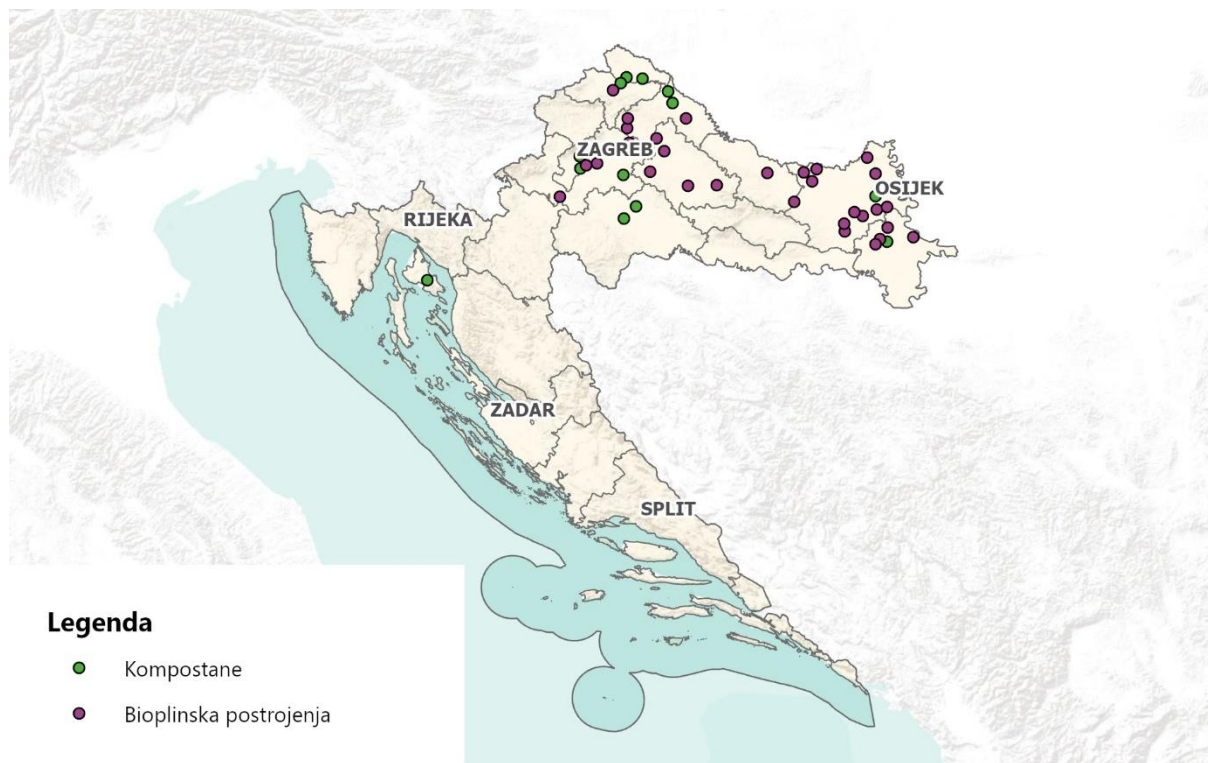 ZAGREB
OSIJEK
RIJEKA
ZADAR
SPLIT
Legenda
Kompostane
Bioplinska postrojenja